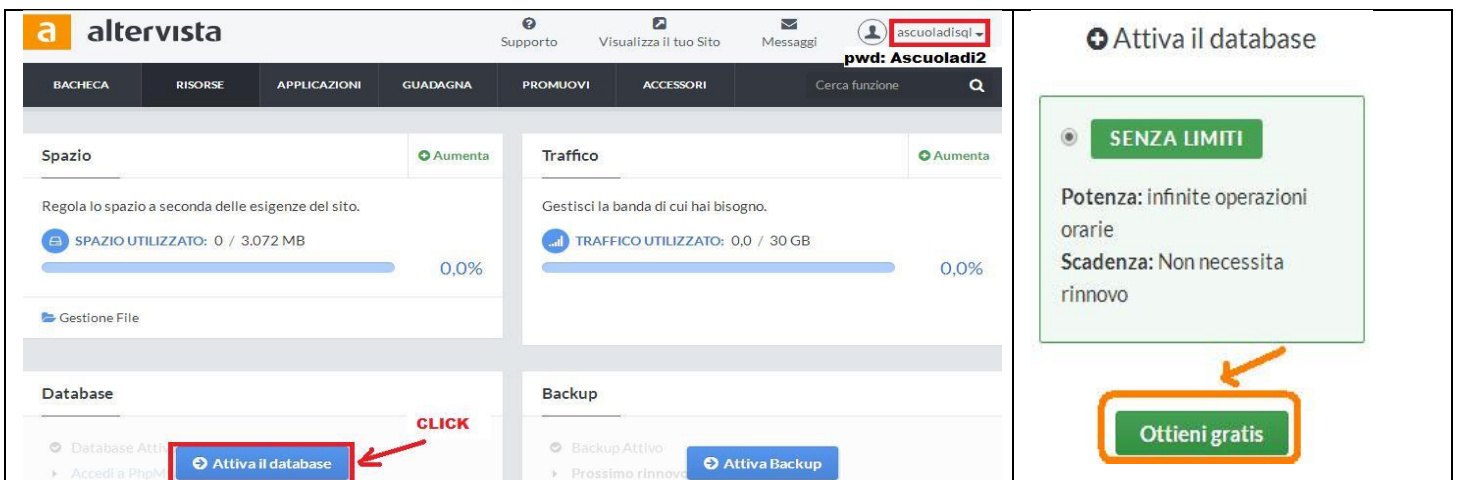 a altervista
Supporto
Visualizza il tuo Sito
Messaggi
ascuoladisql
pwd: Ascuoladi2
BACHECA RISORSE APPLICAZIONI GUADAGNA PROMUOVI ACCESSORI Cerca funzione
Spazio Aumenta
Regola lo spazio a seconda delle esigenze del sito.
SPAZIO UTILIZZATO: 0 / 3.072 MB
0,0%
Gestione File
Traffico Aumenta
Gestisci la banda di cui hai bisogno.
TRAFFICO UTILIZZATO: 0,0 / 30 GB
0,0%
Database
CLICK
Database Atti
Attiva il database
Accedi a PhpM
Backup
Backup Attivo
Attiva Backup
Prossimo rinnovo
Attiva il database
SENZA LIMITI
Potenza: infinite operazioni
orarie
Scadenza: Non necessita
rinnovo
Ottieni gratis